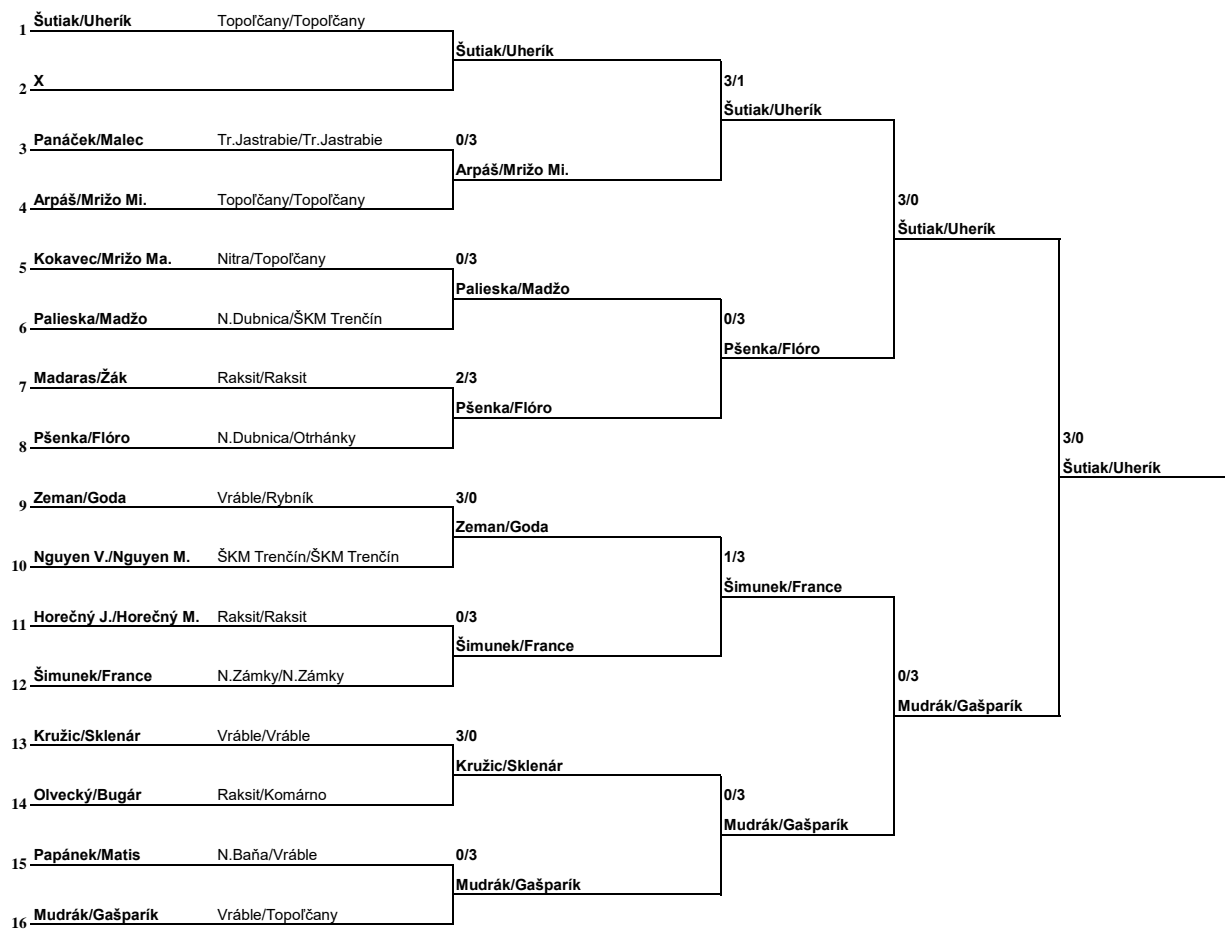 1 Šutiak/Uherík Topoľčany/Topoľčany
Šutiak/Uherík
2 X 3/1
Šutiak/Uherík
3 Panáček/Malec Tr.Jastrabie/Tr.Jastrabie 0/3
Arpáš/Mrižo Mi.
4 Arpáš/Mrižo Mi. Topoľčany/Topoľčany 3/0
Šutiak/Uherík
5 Kokavec/Mrižo Ma. Nitra/Topoľčany 0/3
Palieska/Madžo
6 Palieska/Madžo N.Dubnica/ŠKM Trenčín 0/3
Pšenka/Flóro
7 Madaras/Žák Raksit/Raksit 2/3
Pšenka/Flóro
8 Pšenka/Flóro N.Dubnica/Otrhánky 3/0
Šutiak/Uherík
9 Zeman/Goda Vráble/Rybník 3/0
Zeman/Goda
10 Nguyen V./Nguyen M. ŠKM Trenčín/ŠKM Trenčín 1/3
Šimunek/France
11 Horečný J./Horečný M. Raksit/Raksit 0/3
Šimunek/France
12 Šimunek/France N.Zámky/N.Zámky 0/3
Mudrák/Gašparík
13 Kružic/Sklenár Vráble/Vráble 3/0
Kružic/Sklenár
14 Olvecký/Bugár Raksit/Komárno 0/3
Mudrák/Gašparík
15 Papánek/Matis N.Baňa/Vráble 0/3
Mudrák/Gašparík
16 Mudrák/Gašparík Vráble/Topoľčany